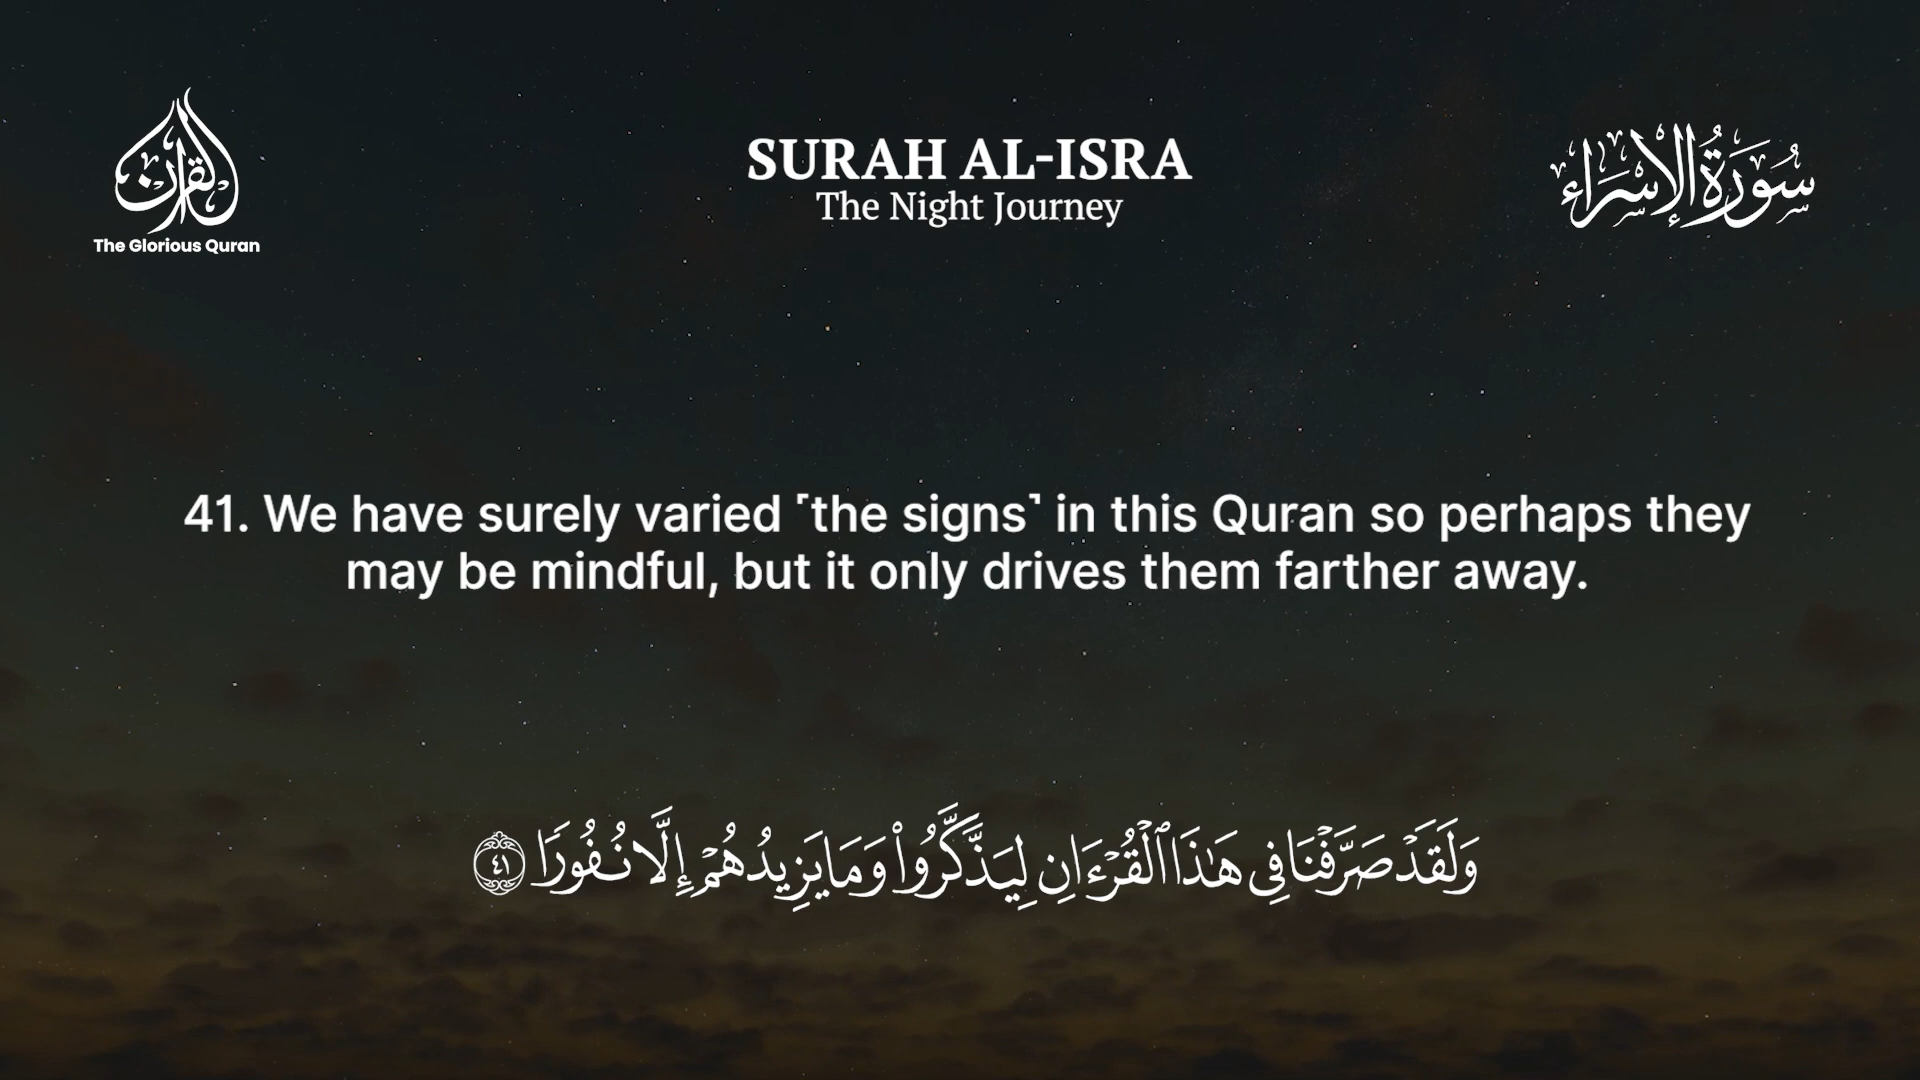 القرآن
The Glorious Quran
SURAH AL-ISRA
The Night Journey
سُورَةُ الإِسْرَاء
41. We have surely varied ˹the signs˺ in this Quran so perhaps they
may be mindful, but it only drives them farther away.
وَلَقَدْ صَرَّفْنَا فِى هَـٰذَا ٱلْقُرْءَانِ لِيَذَّكَّرُوا۟ وَمَا يَزِيدُهُمْ إِلَّا نُفُورًا ٤١